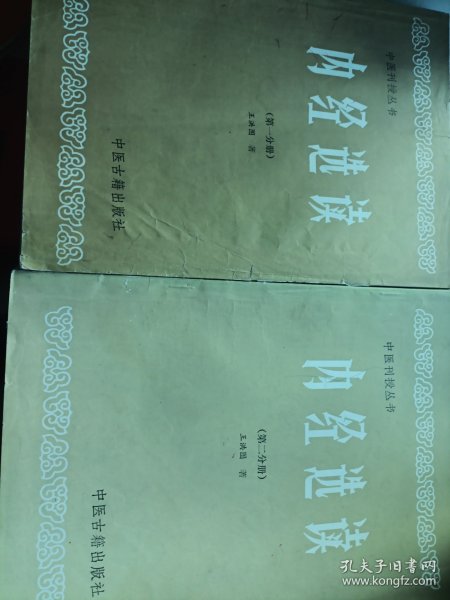 中医刊授丛书
内经选读
（第一分册）
王洪图 著
中医古籍出版社
中医刊授丛书
内经选读
（第二分册）
王洪图 著
中医古籍出版社
孔夫子旧书网
www.kongfz.com